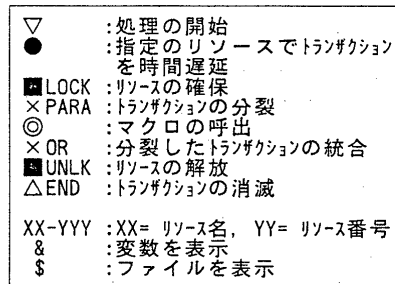 ▽ :処理の開始
● :指定のリソースでトランザクション
を時間遅延
■LOCK :リソースの確保
×PARA :トランザクションの分裂
◎ :マクロの呼出
×OR :分裂したトランザクションの統合
■UNLK :リソースの解放
△END :トランザクションの消滅
XX-YYY :XX= リソース名, YY= リソース番号
& :変数を表示
$ :ファイルを表示